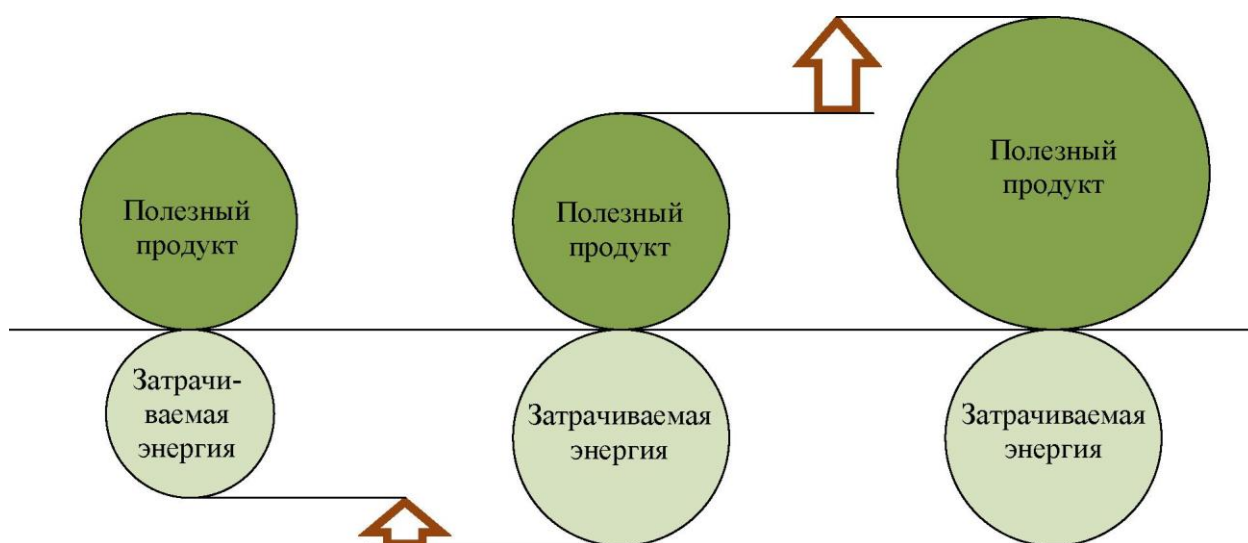 Полезный
продукт
Полезный
продукт
Полезный
продукт
Затрачи-
ваемая
энергия
Затрачиваемая
энергия
Затрачиваемая
энергия